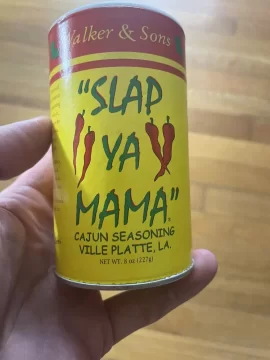 Walker & Sons
"SLAP
YA
MAMA"
CAJUN SEASONING
VILLE PLATTE, LA.
NET WT. 8 oz (227g)